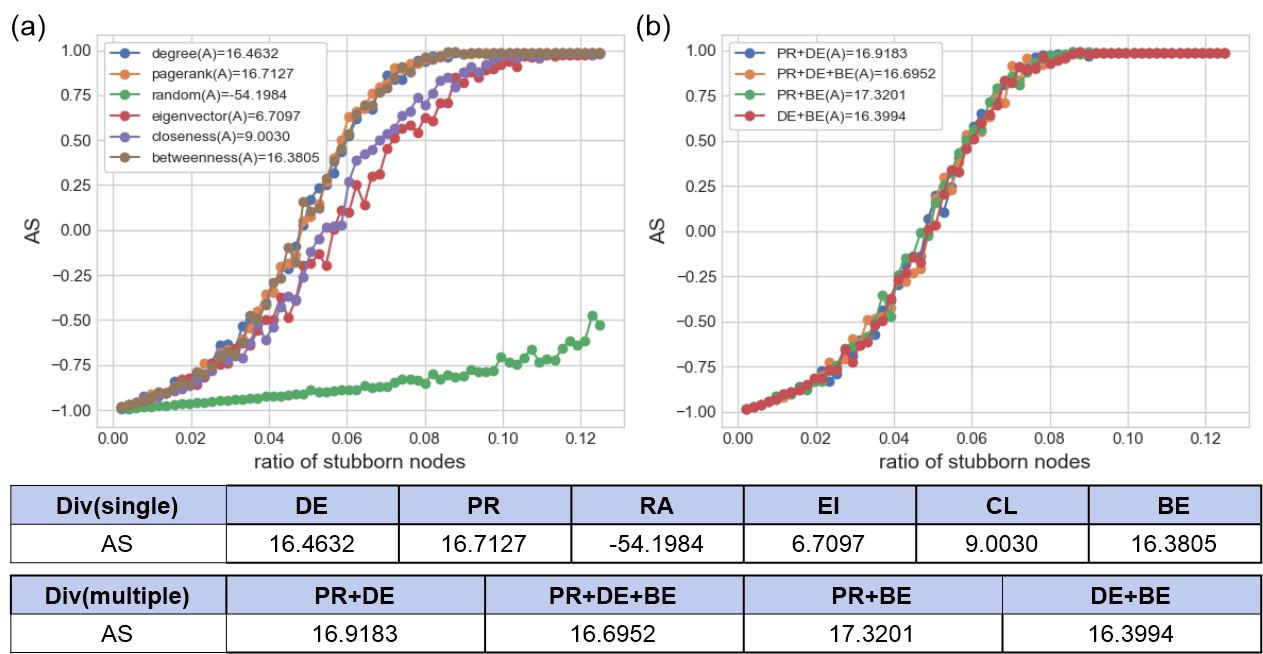 (a)
1.00
0.75
0.50
0.25
0.00
−0.25
−0.50
−0.75
−1.00
AS
degree(A)=16.4632
pagerank(A)=16.7127
random(A)=-54.1984
eigenvector(A)=6.7097
closeness(A)=9.0030
betweenness(A)=16.3805
0.00 0.02 0.04 0.06 0.08 0.10 0.12
ratio of stubborn nodes
(b)
1.00
0.75
0.50
0.25
0.00
−0.25
−0.50
−0.75
−1.00
AS
PR+DE(A)=16.9183
PR+DE+BE(A)=16.6952
PR+BE(A)=17.3201
DE+BE(A)=16.3994
0.00 0.02 0.04 0.06 0.08 0.10 0.12
ratio of stubborn nodes
Div(single) DE PR RA EI CL BE
AS 16.4632 16.7127 -54.1984 6.7097 9.0030 16.3805
Div(multiple) PR+DE PR+DE+BE PR+BE DE+BE
AS 16.9183 16.6952 17.3201 16.3994